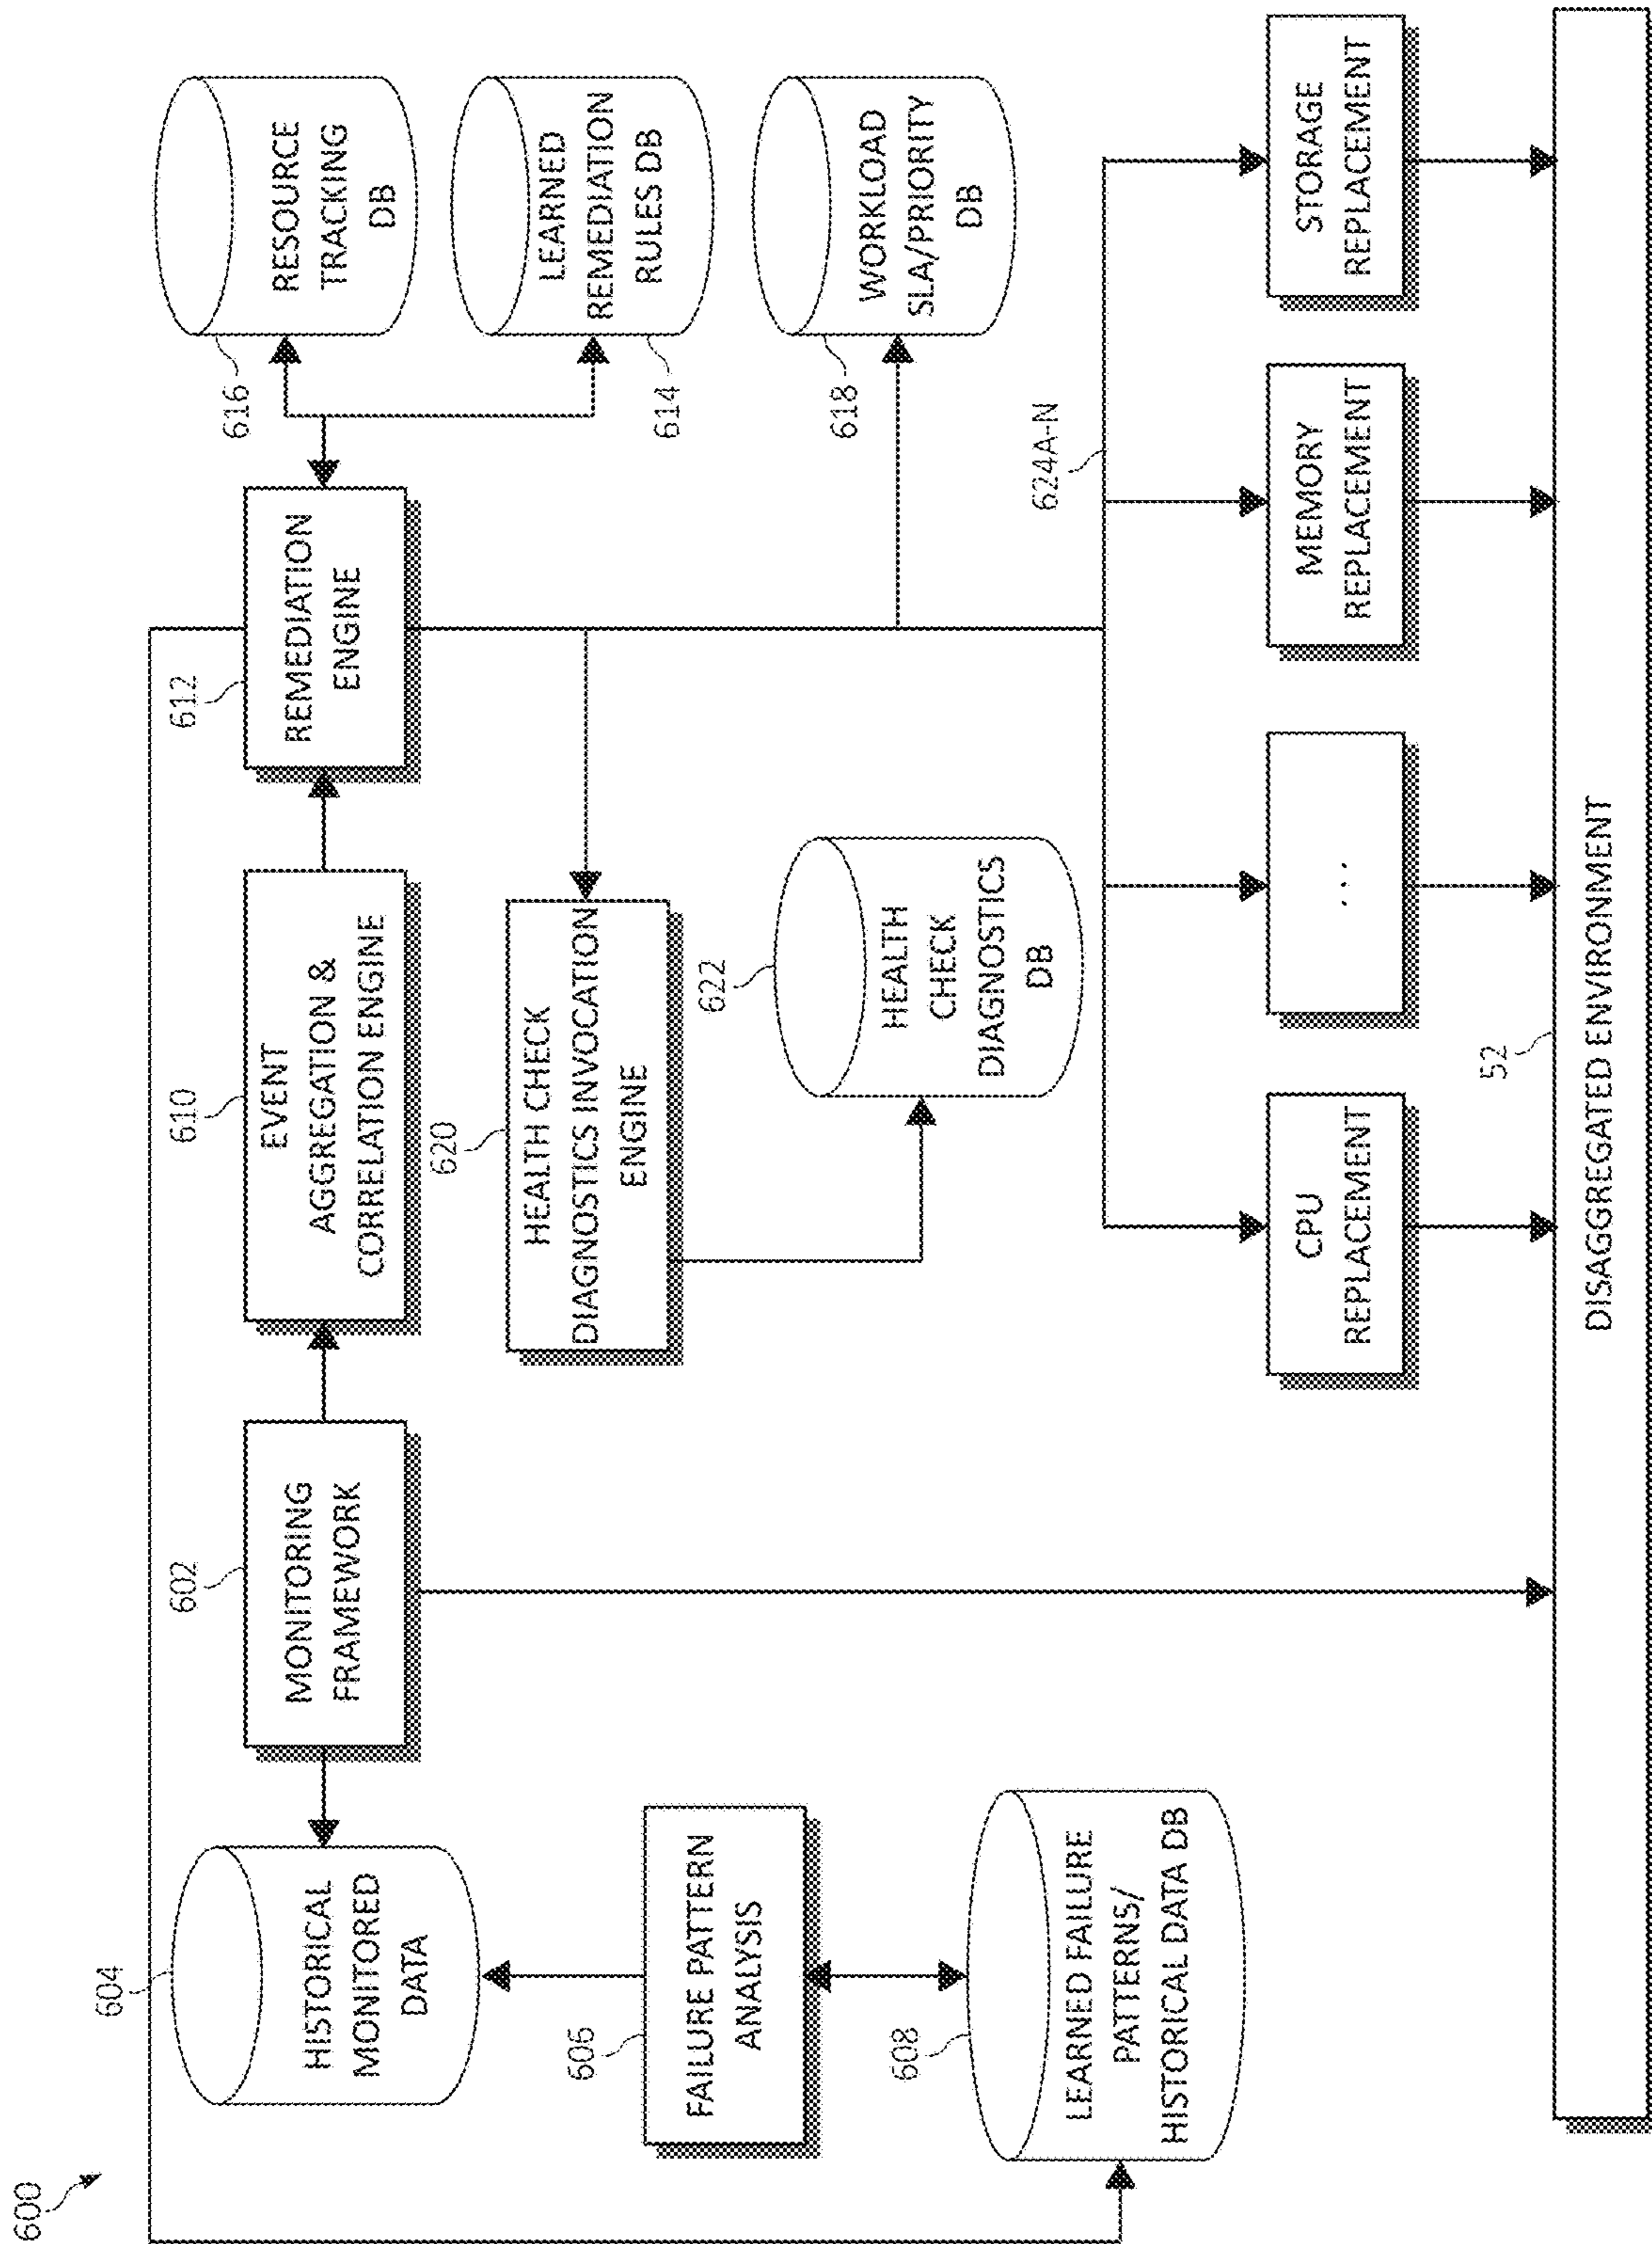 600
604
HISTORICAL
MONITORED
DATA
602
MONITORING
FRAMEWORK
610
EVENT
AGGREGATION &
CORRELATION ENGINE
612
REMEDIATION
ENGINE
616
RESOURCE
TRACKING
DB
614
LEARNED
REMEDIATION
RULES DB
606
FAILURE PATTERN
ANALYSIS
620
HEALTH CHECK
DIAGNOSTICS INVOCATION
ENGINE
618
WORKLOAD
SLA/PRIORITY
DB
608
LEARNED FAILURE
PATTERNS/
HISTORICAL DATA DB
622
HEALTH
CHECK
DIAGNOSTICS
DB
624A-N
CPU
REPLACEMENT
...
MEMORY
REPLACEMENT
STORAGE
REPLACEMENT
52
DISAGGREGATED ENVIRONMENT